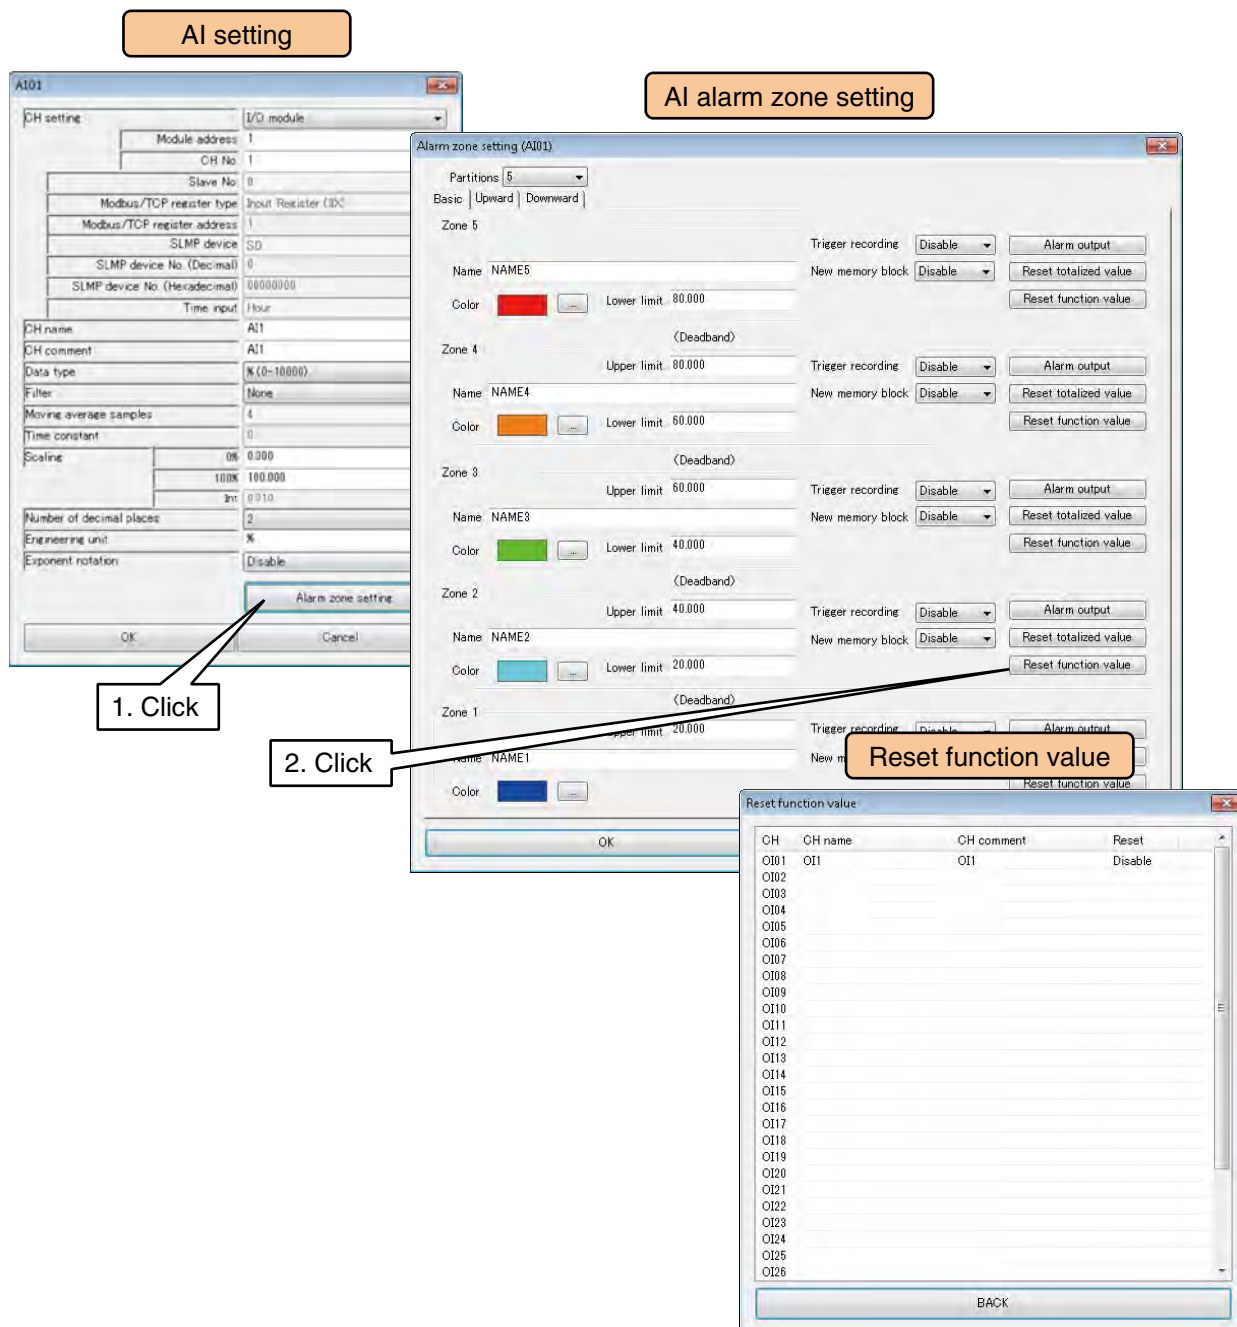 AI setting
AI01
CH setting I/O module
Module address 1
CH No. 1
Slave No. 0
Modbus/TCP register type Input Register (3X)
Modbus/TCP register address 1
SLMP device SD
SLMP device No. (Decimal) 0
SLMP device No. (Hexadecimal) 00000000
Time input Hour
CH name AI1
CH comment AI1
Data type % (0-10000)
Filter None
Moving average samples 4
Time constant 0
Scaling 0% 0.000
100% 100.000
Int 0.010
Number of decimal places 2
Engineering unit %
Exponent notation Disable
Alarm zone setting
OK Cancel
1. Click
AI alarm zone setting
Alarm zone setting (AI01)
Partitions 5
Basic Upward Downward
Zone 5
Trigger recording Disable Alarm output
Name NAME5 New memory block Disable Reset totalized value
Color ... Lower limit 80.000 Reset function value
(Deadband)
Zone 4
Upper limit 80.000 Trigger recording Disable Alarm output
Name NAME4 New memory block Disable Reset totalized value
Color ... Lower limit 60.000 Reset function value
(Deadband)
Zone 3
Upper limit 60.000 Trigger recording Disable Alarm output
Name NAME3 New memory block Disable Reset totalized value
Color ... Lower limit 40.000 Reset function value
(Deadband)
Zone 2
Upper limit 40.000 Trigger recording Disable Alarm output
Name NAME2 New memory block Disable Reset totalized value
Color ... Lower limit 20.000 Reset function value
(Deadband)
Zone 1
Upper limit 20.000 Trigger recording Disable Alarm output
Name NAME1 New m
Color ... Reset function value
OK
2. Click
Reset function value
Reset function value
CH CH name CH comment Reset
OI01 OI1 OI1 Disable
OI02
OI03
OI04
OI05
OI06
OI07
OI08
OI09
OI10
OI11
OI12
OI13
OI14
OI15
OI16
OI17
OI18
OI19
OI20
OI21
OI22
OI23
OI24
OI25
OI26
BACK